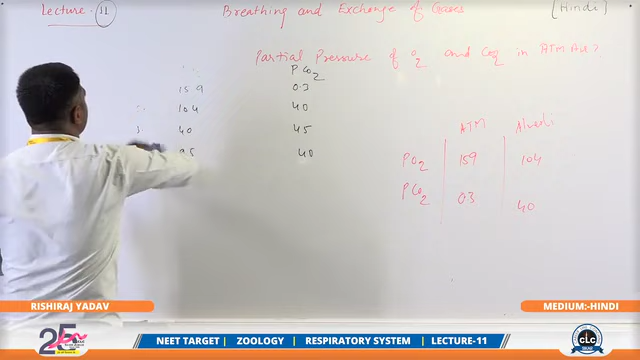 Lecture 11 Breathing and Exchange of Gases [Hindi]
Partial Pressure of O2 and CO2 in ATM Air?
PCO2
159 0.3
104 40
40 45
95 40
ATM Alveoli
PO2 159 104
PCO2 0.3 40
RISHIRAJ YADAV
MEDIUM:-HINDI
25
CLC
NEET TARGET | ZOOLOGY | RESPIRATORY SYSTEM | LECTURE-11